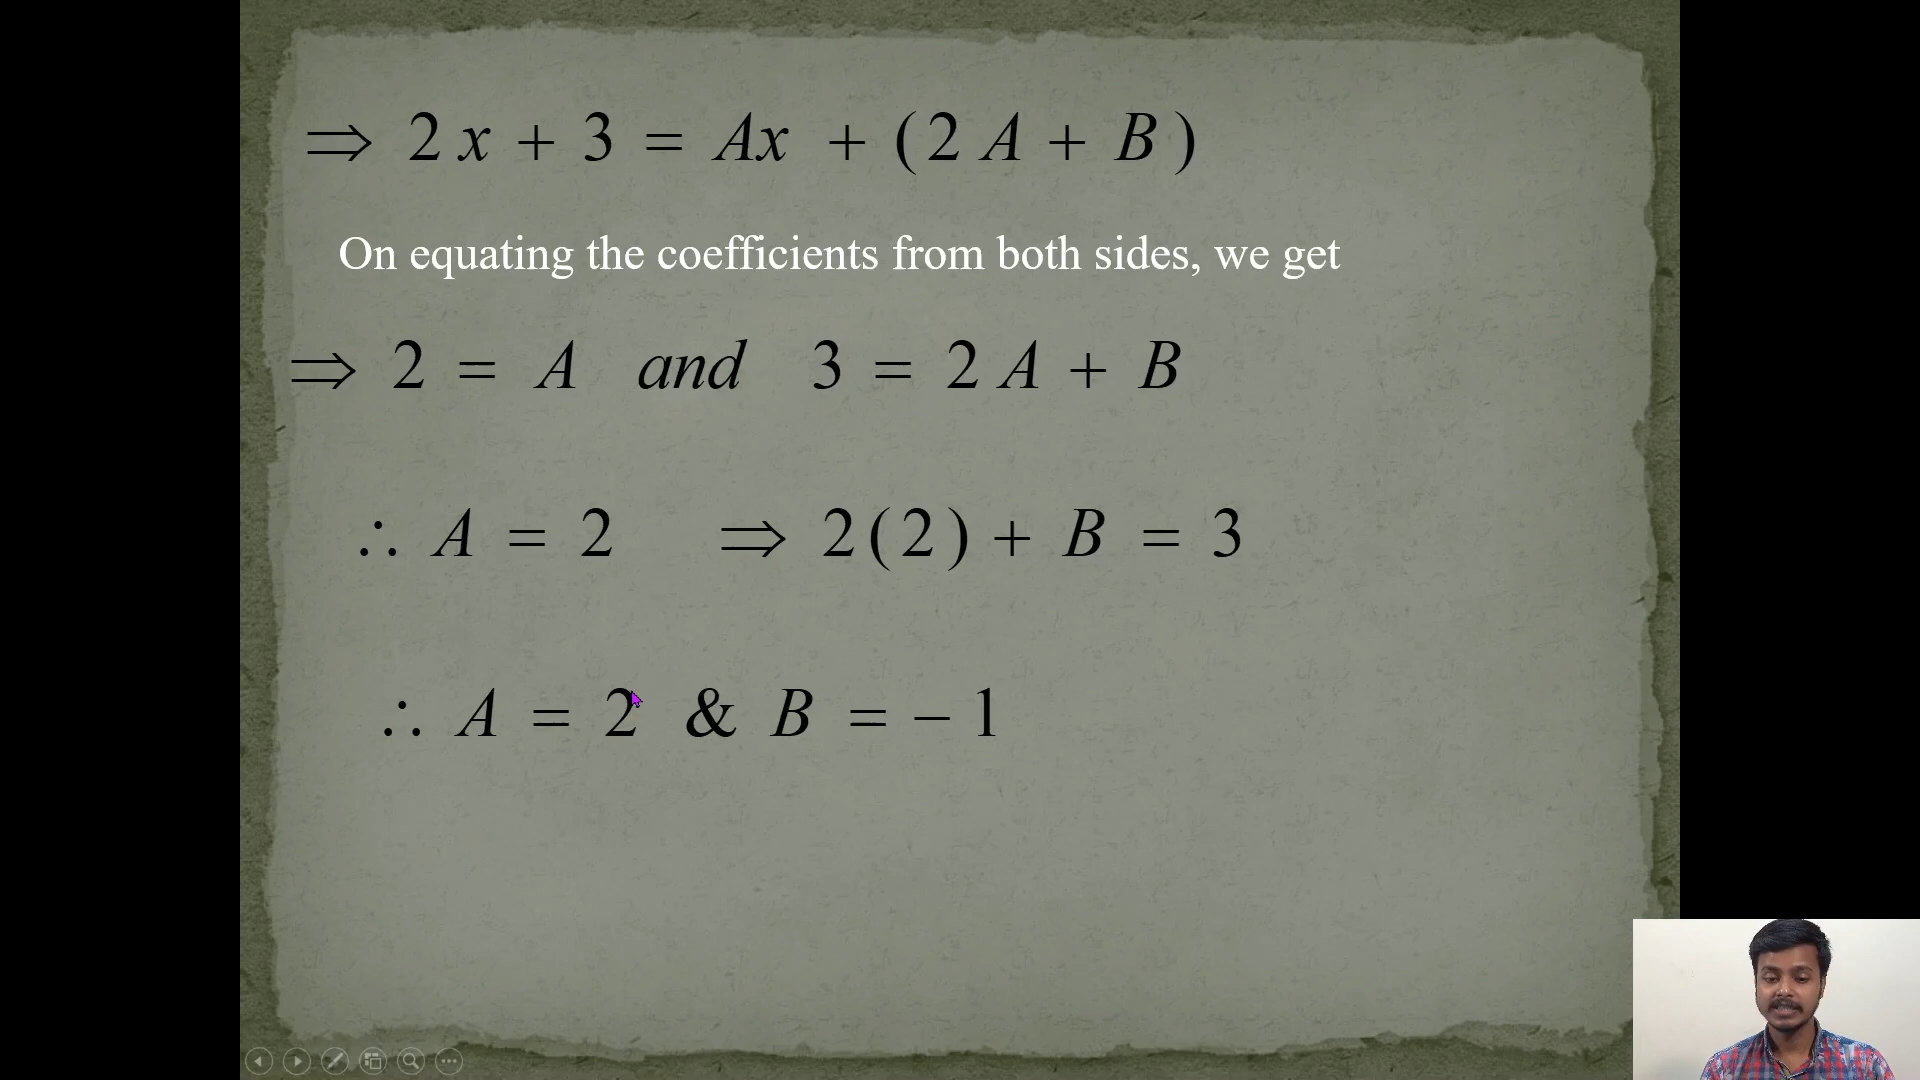 ⇒ 2x + 3 = Ax + (2A + B)
On equating the coefficients from both sides, we get
⇒ 2 = A and 3 = 2A + B
∴ A = 2 ⇒ 2(2) + B = 3
∴ A = 2 & B = −1